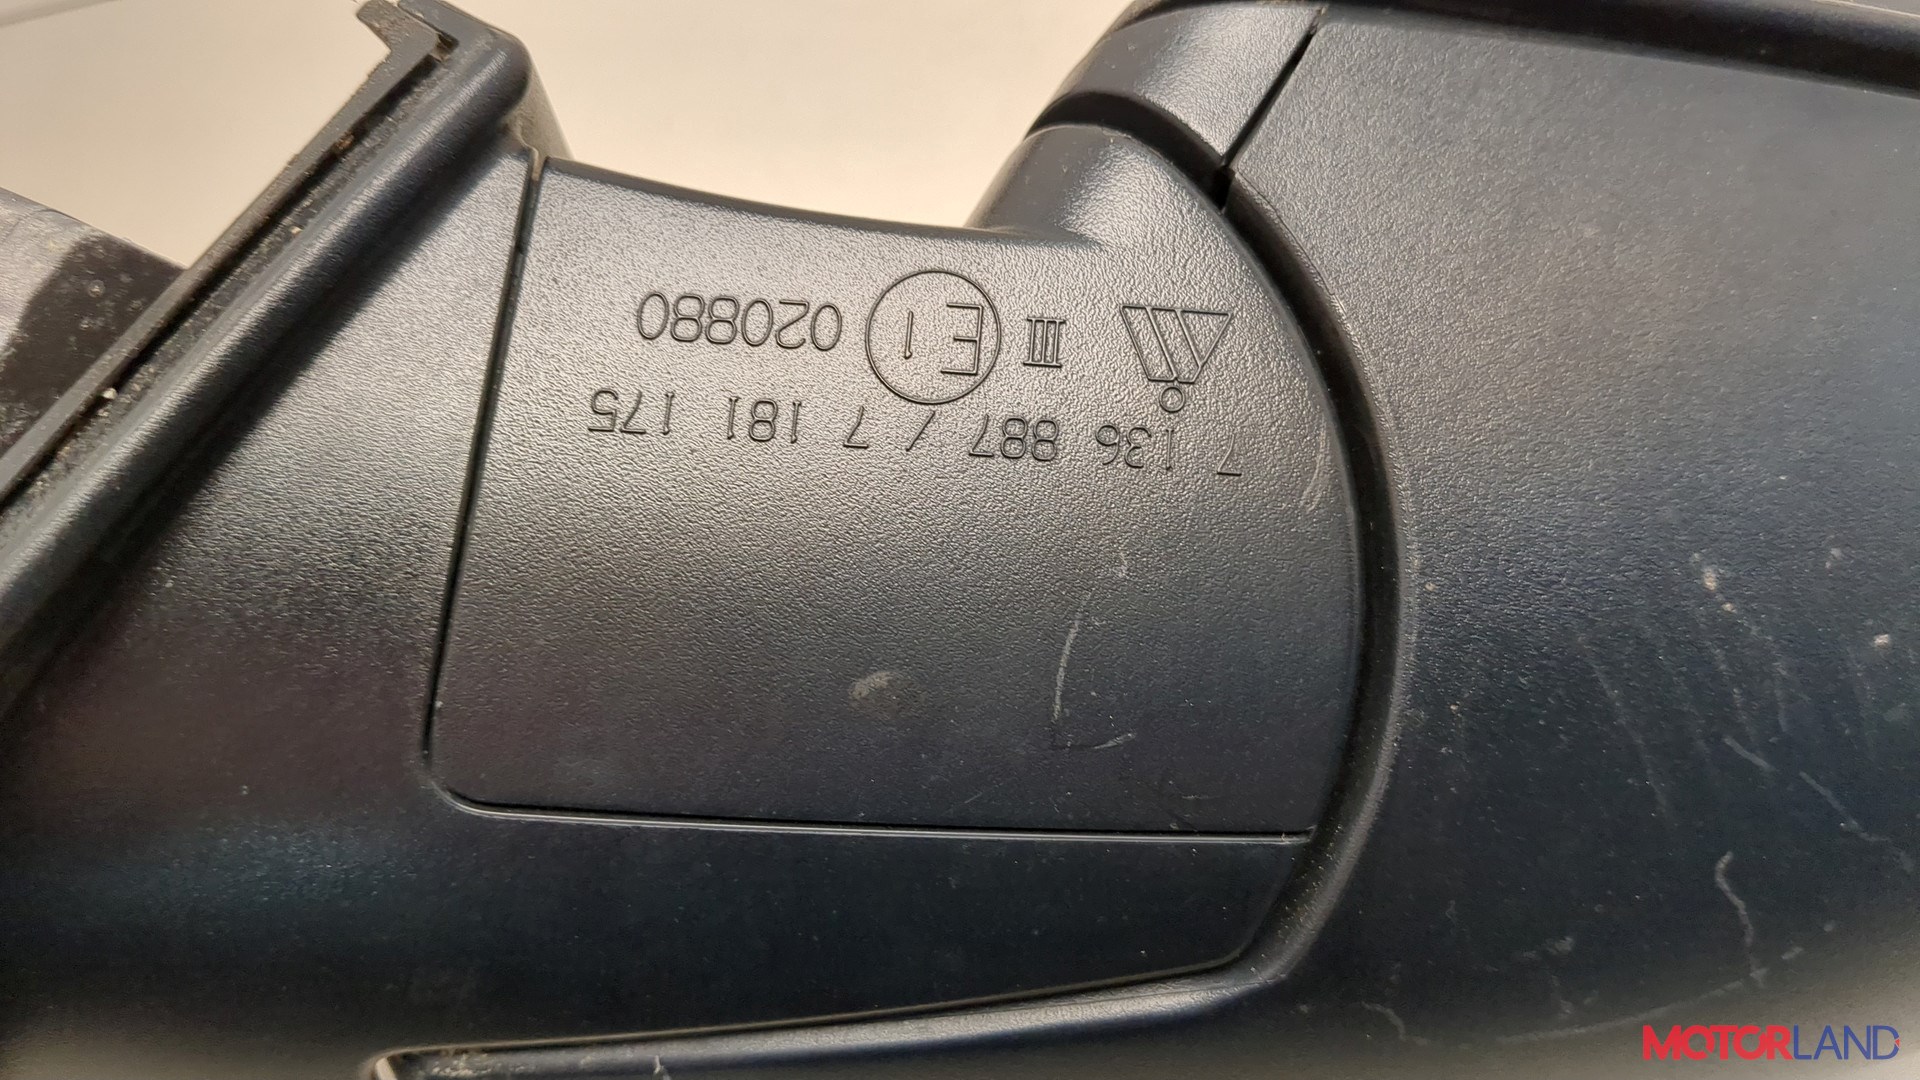 7 136 887 / 7 181 175
III E1 020880
MOTORLAND